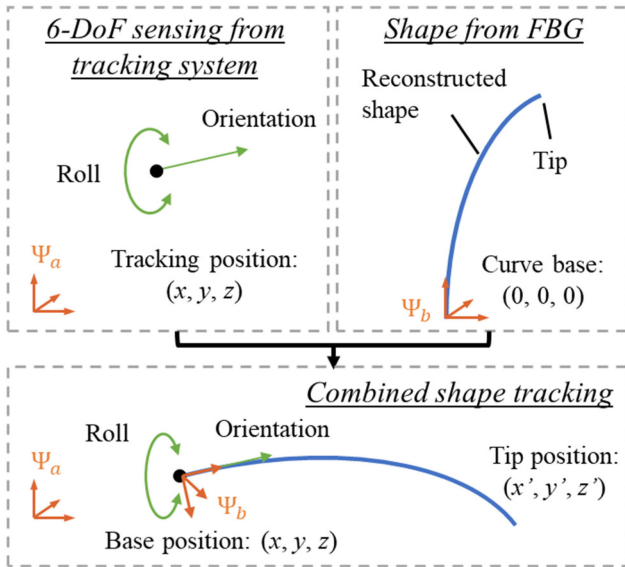 6-DoF sensing from
tracking system
Orientation
Roll
Ψa
Tracking position:
(x, y, z)
Shape from FBG
Reconstructed
shape
Tip
Curve base:
(0, 0, 0)
Ψb
Combined shape tracking
Roll
Orientation
Ψa
Ψb
Tip position:
(x’, y’, z’)
Base position: (x, y, z)